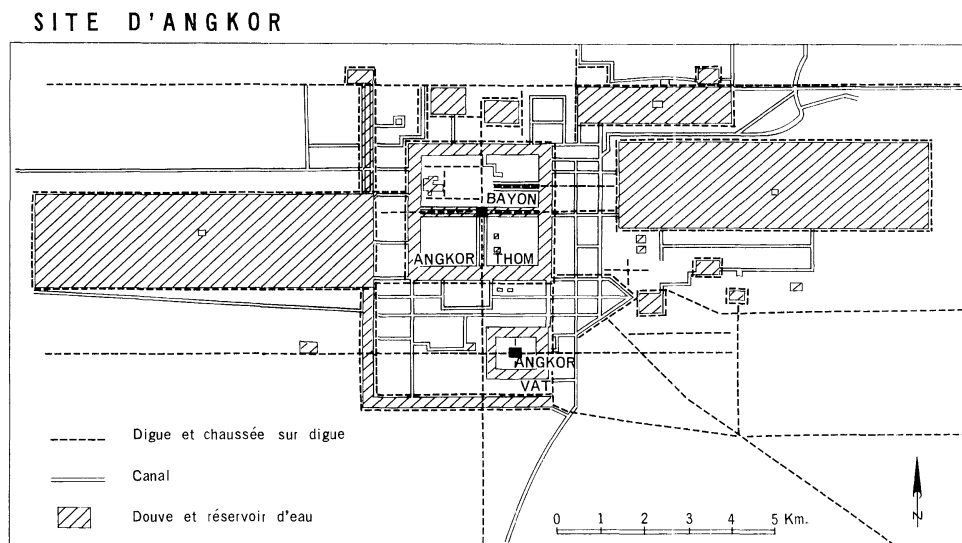 SITE D'ANGKOR
BAYON
ANGKOR THOM
ANGKOR
VAT
Digue et chaussée sur digue
Canal
Douve et réservoir d'eau
0 1 2 3 4 5 Km.
N